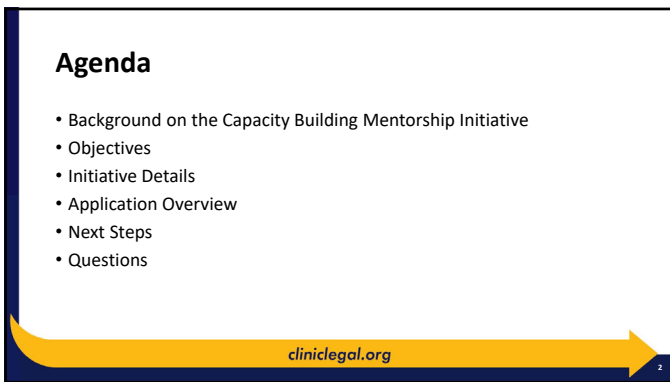 Agenda
• Background on the Capacity Building Mentorship Initiative
• Objectives
• Initiative Details
• Application Overview
• Next Steps
• Questions
cliniclegal.org
2